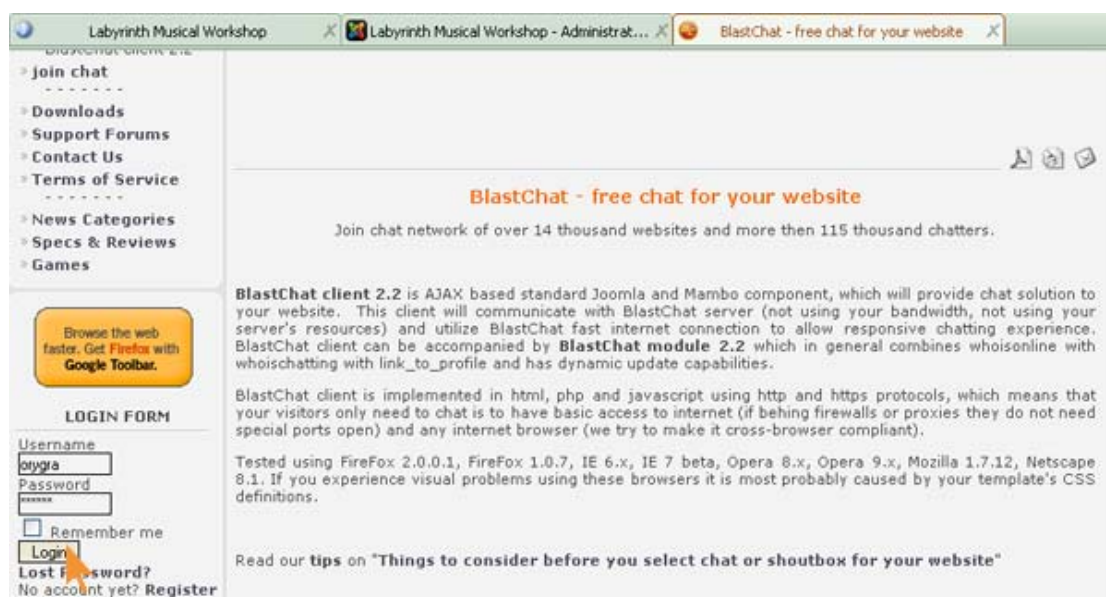 Labyrinth Musical Workshop
Labyrinth Musical Workshop - Administrat...
BlastChat - free chat for your website
BlastChat client 2.2
join chat
- - - - - - -
Downloads
Support Forums
Contact Us
Terms of Service
- - - - - - -
News Categories
Specs & Reviews
Games
Browse the web
faster. Get Firefox with
Google Toolbar.
LOGIN FORM
Username
orygra
Password
******
Remember me
Login
Lost Password?
No account yet? Register
BlastChat - free chat for your website
Join chat network of over 14 thousand websites and more then 115 thousand chatters.
BlastChat client 2.2 is AJAX based standard Joomla and Mambo component, which will provide chat solution to
your website. This client will communicate with BlastChat server (not using your bandwidth, not using your
server's resources) and utilize BlastChat fast internet connection to allow responsive chatting experience.
BlastChat client can be accompanied by BlastChat module 2.2 which in general combines whoisonline with
whoischatting with link_to_profile and has dynamic update capabilities.
BlastChat client is implemented in html, php and javascript using http and https protocols, which means that
your visitors only need to chat is to have basic access to internet (if behing firewalls or proxies they do not need
special ports open) and any internet browser (we try to make it cross-browser compliant).
Tested using FireFox 2.0.0.1, FireFox 1.0.7, IE 6.x, IE 7 beta, Opera 8.x, Opera 9.x, Mozilla 1.7.12, Netscape
8.1. If you experience visual problems using these browsers it is most probably caused by your template's CSS
definitions.
Read our tips on "Things to consider before you select chat or shoutbox for your website"